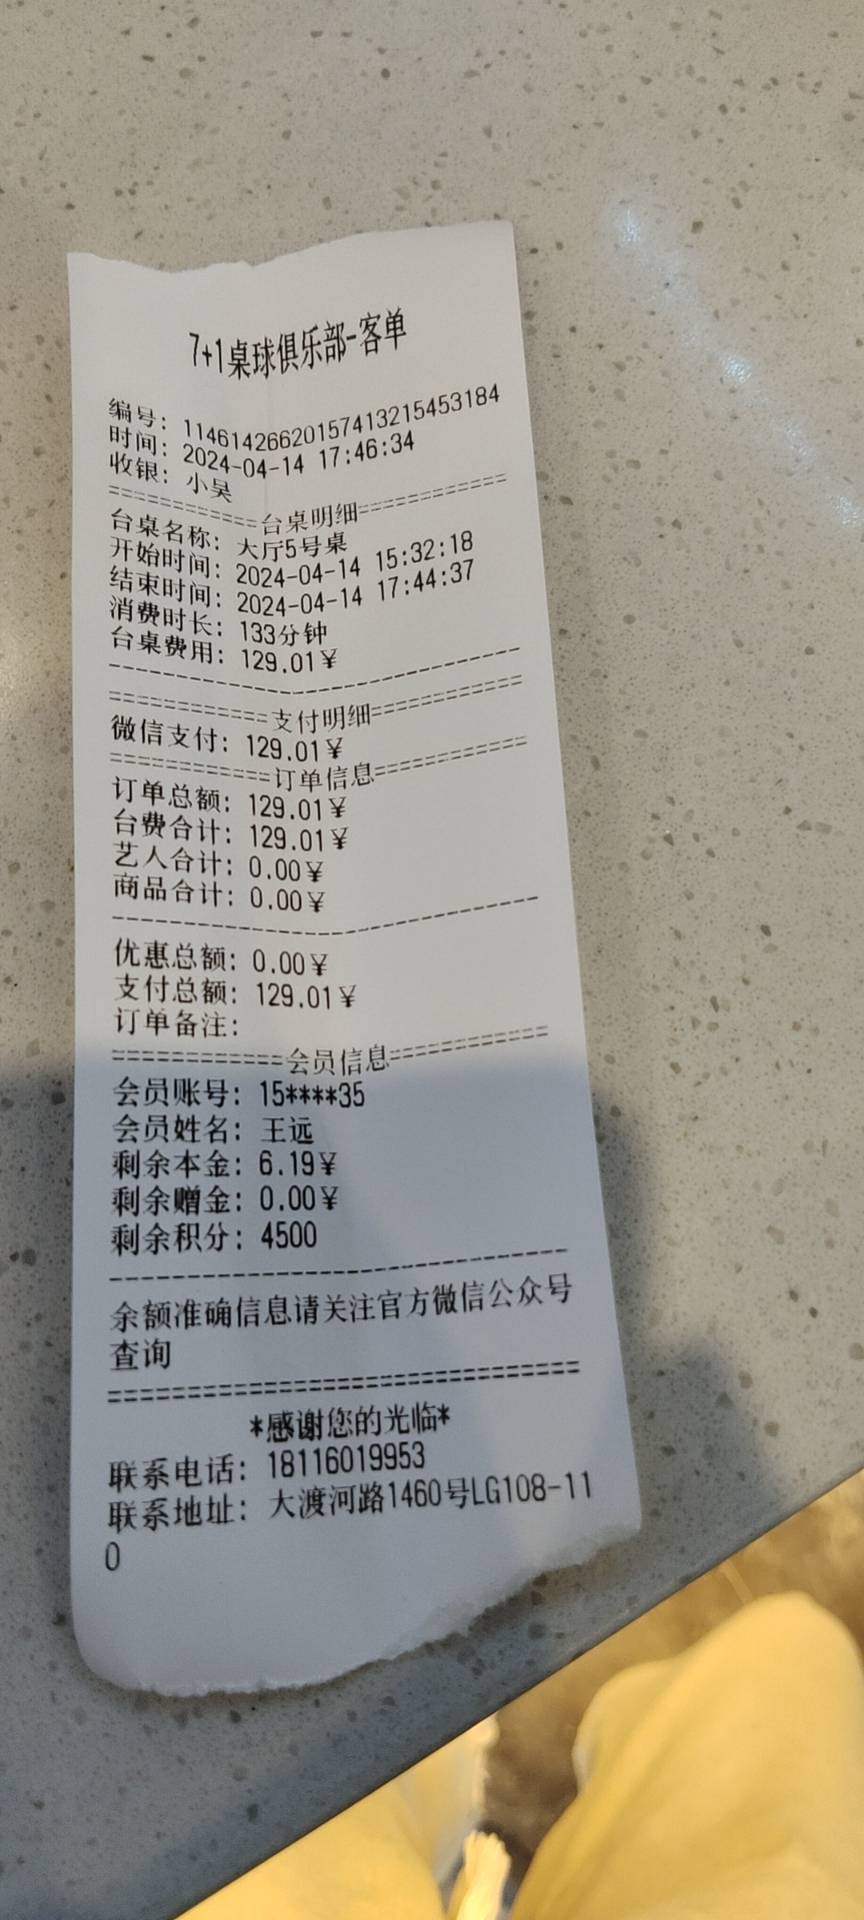 7+1桌球俱乐部-客单
编号: 1146142662015741321545​3184
时间: 2024-04-14 17:46:34
收银: 小吴
===========台桌明细===========
台桌名称: 大厅5号桌
开始时间: 2024-04-14 15:32:18
结束时间: 2024-04-14 17:44:37
消费时长: 133分钟
台桌费用: 129.01¥
--------------------------------
===========支付明细===========
微信支付: 129.01¥
===========订单信息===========
订单总额: 129.01¥
台费合计: 129.01¥
艺人合计: 0.00¥
商品合计: 0.00¥
--------------------------------
优惠总额: 0.00¥
支付总额: 129.01¥
订单备注:
===========会员信息===========
会员账号: 15****35
会员姓名: 王远
剩余本金: 6.19¥
剩余赠金: 0.00¥
剩余积分: 4500
--------------------------------
余额准确信息请关注官方微信公众号
查询
================================
*感谢您的光临*
联系电话: 18116019953
联系地址: 大渡河路1460号LG108-11
0